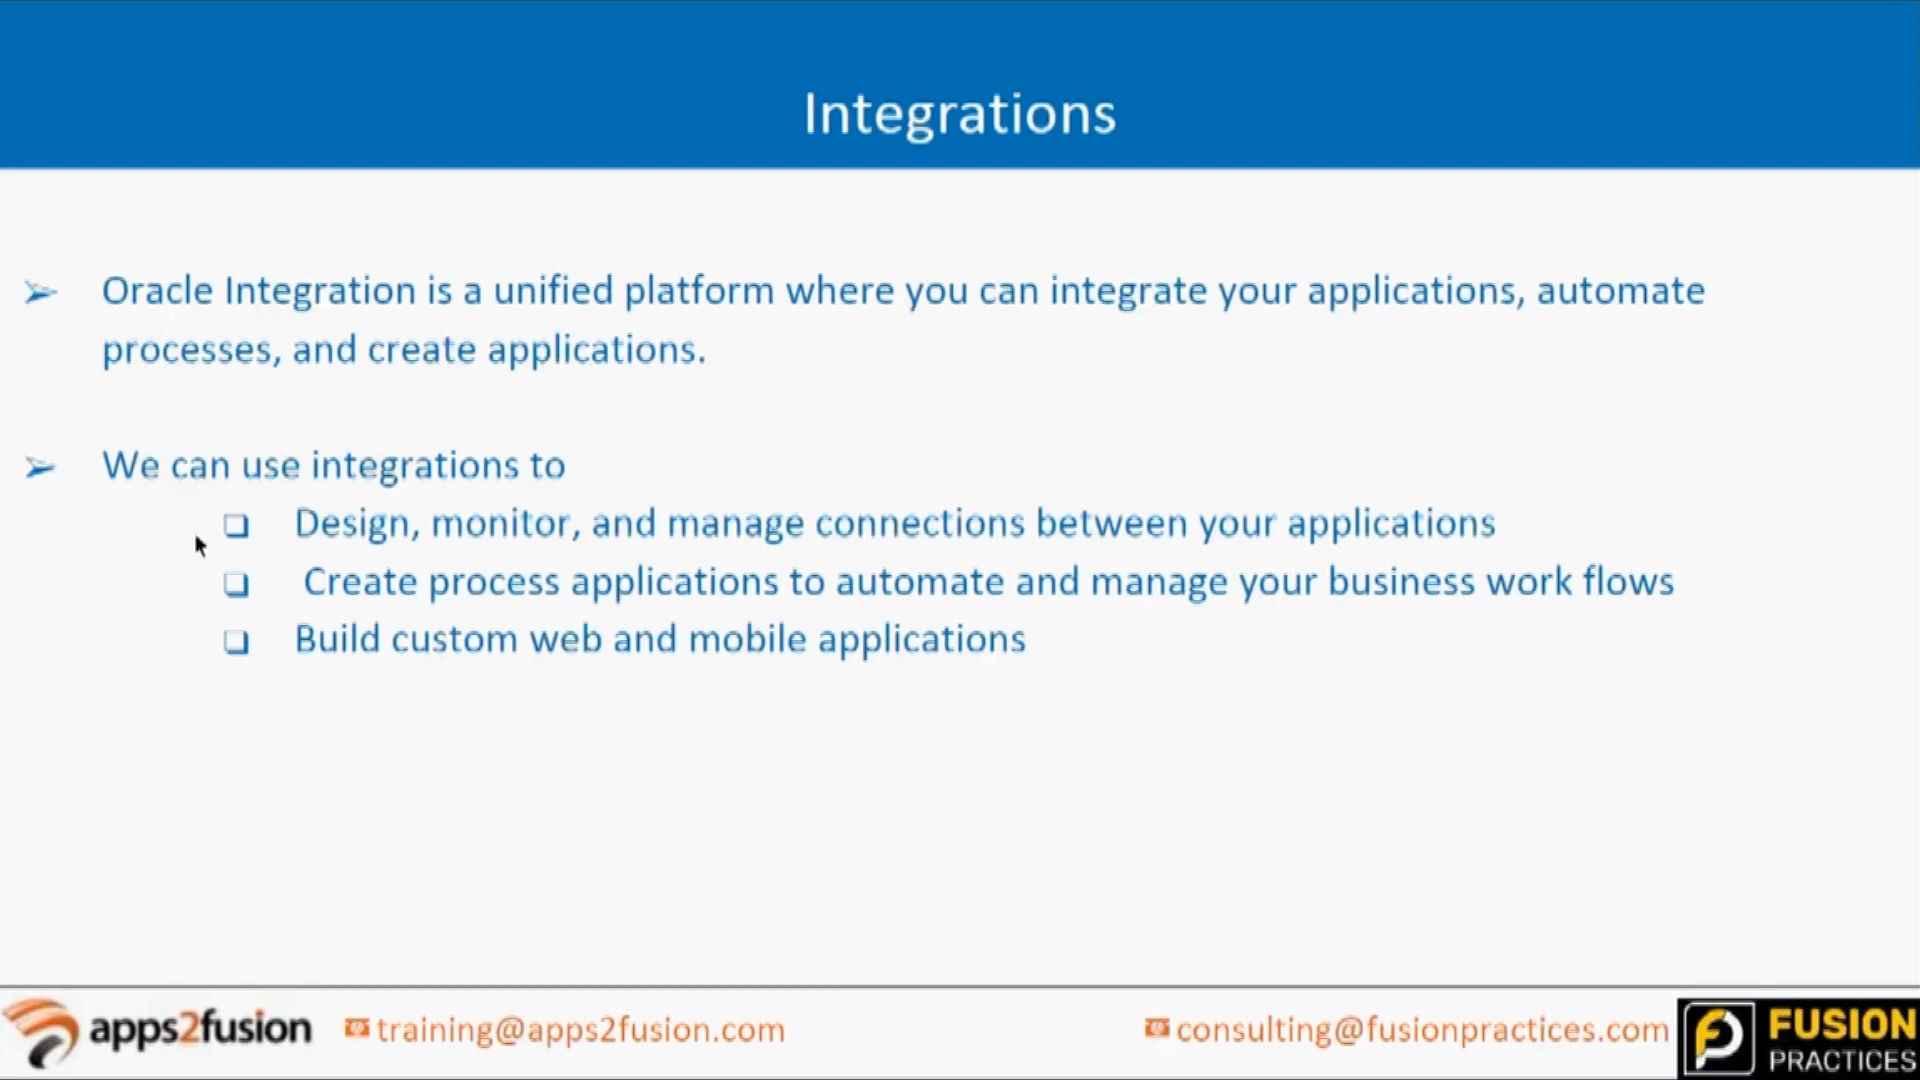 Integrations
Oracle Integration is a unified platform where you can integrate your applications, automate
processes, and create applications.
We can use integrations to
Design, monitor, and manage connections between your applications
Create process applications to automate and manage your business work flows
Build custom web and mobile applications
apps2fusion
training@apps2fusion.com
consulting@fusionpractices.com
FUSION
PRACTICES